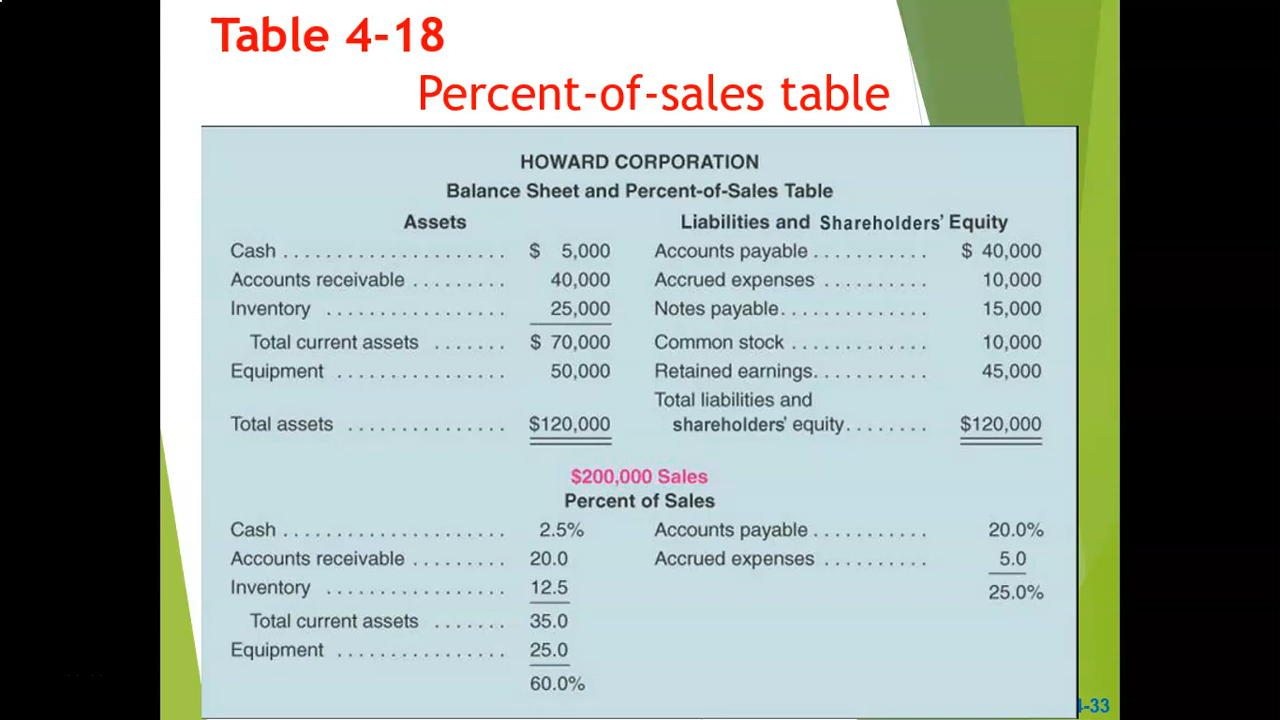 Table 4-18
Percent-of-sales table
HOWARD CORPORATION
Balance Sheet and Percent-of-Sales Table
Assets Liabilities and Shareholders' Equity
Cash . . . . . . . . . . . . . . . . . . . . . $ 5,000 Accounts payable . . . . . . . . . . . $ 40,000
Accounts receivable . . . . . . . . . 40,000 Accrued expenses . . . . . . . . . . 10,000
Inventory . . . . . . . . . . . . . . . . . 25,000 Notes payable. . . . . . . . . . . . . . 15,000
Total current assets . . . . . . . $ 70,000 Common stock . . . . . . . . . . . . . 10,000
Equipment . . . . . . . . . . . . . . . . 50,000 Retained earnings. . . . . . . . . . . 45,000
Total liabilities and
Total assets . . . . . . . . . . . . . . . $120,000 shareholders' equity. . . . . . . . $120,000
$200,000 Sales
Percent of Sales
Cash . . . . . . . . . . . . . . . . . . . . . 2.5% Accounts payable . . . . . . . . . . . 20.0%
Accounts receivable . . . . . . . . . 20.0 Accrued expenses . . . . . . . . . . 5.0
Inventory . . . . . . . . . . . . . . . . . 12.5 25.0%
Total current assets . . . . . . . 35.0
Equipment . . . . . . . . . . . . . . . . 25.0
60.0%
4-33